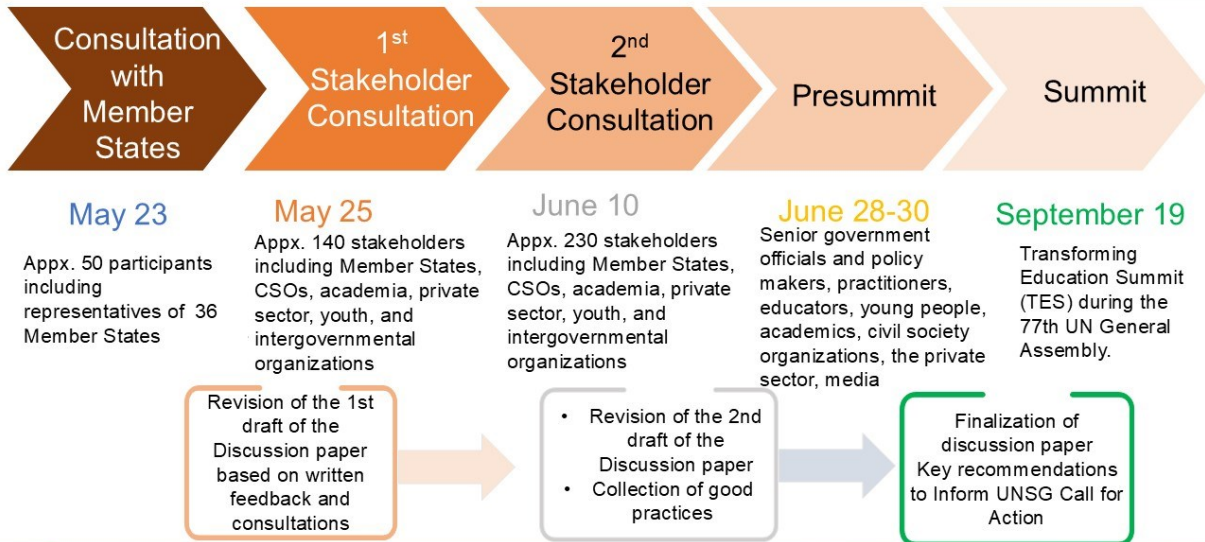 Consultation
with
Member
States
1st
Stakeholder
Consultation
2nd
Stakeholder
Consultation
Presummit
Summit
May 23
Appx. 50 participants
including
representatives of 36
Member States
May 25
Appx. 140 stakeholders
including Member States,
CSOs, academia, private
sector, youth, and
intergovernmental
organizations
June 10
Appx. 230 stakeholders
including Member States,
CSOs, academia, private
sector, youth, and
intergovernmental
organizations
June 28-30
Senior government
officials and policy
makers, practitioners,
educators, young people,
academics, civil society
organizations, the private
sector, media
September 19
Transforming
Education Summit
(TES) during the
77th UN General
Assembly.
Revision of the 1st
draft of the
Discussion paper
based on written
feedback and
consultations
• Revision of the 2nd
draft of the
Discussion paper
• Collection of good
practices
Finalization of
discussion paper
Key recommendations
to Inform UNSG Call for
Action